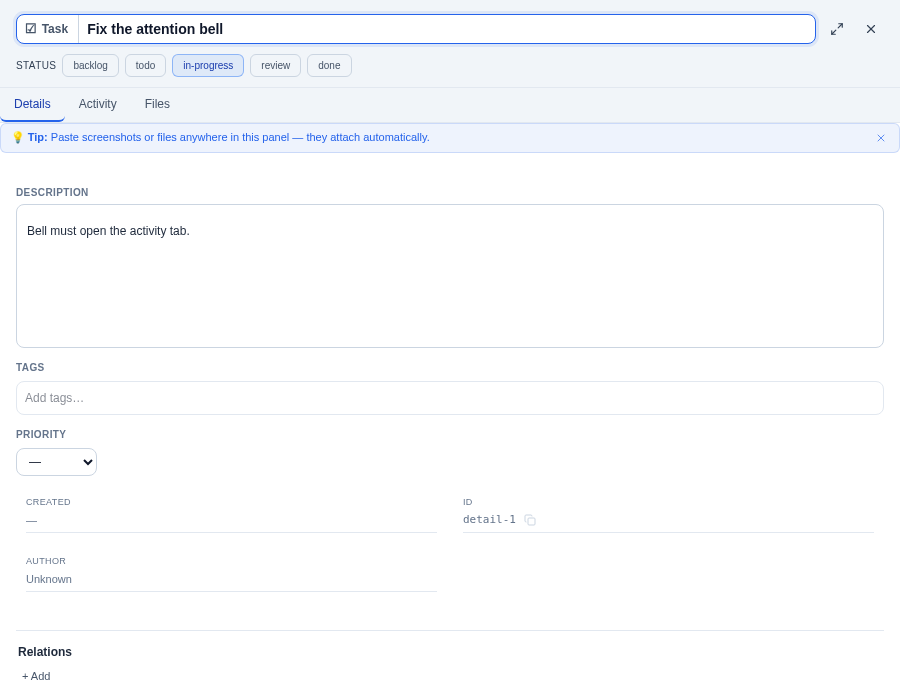 ☑ Task Fix the attention bell
STATUS backlog todo in-progress review done
Details Activity Files
💡 Tip: Paste screenshots or files anywhere in this panel — they attach automatically.
DESCRIPTION
Bell must open the activity tab.
TAGS
Add tags…
PRIORITY
—
CREATED ID
— detail-1
AUTHOR
Unknown
Relations
+ Add